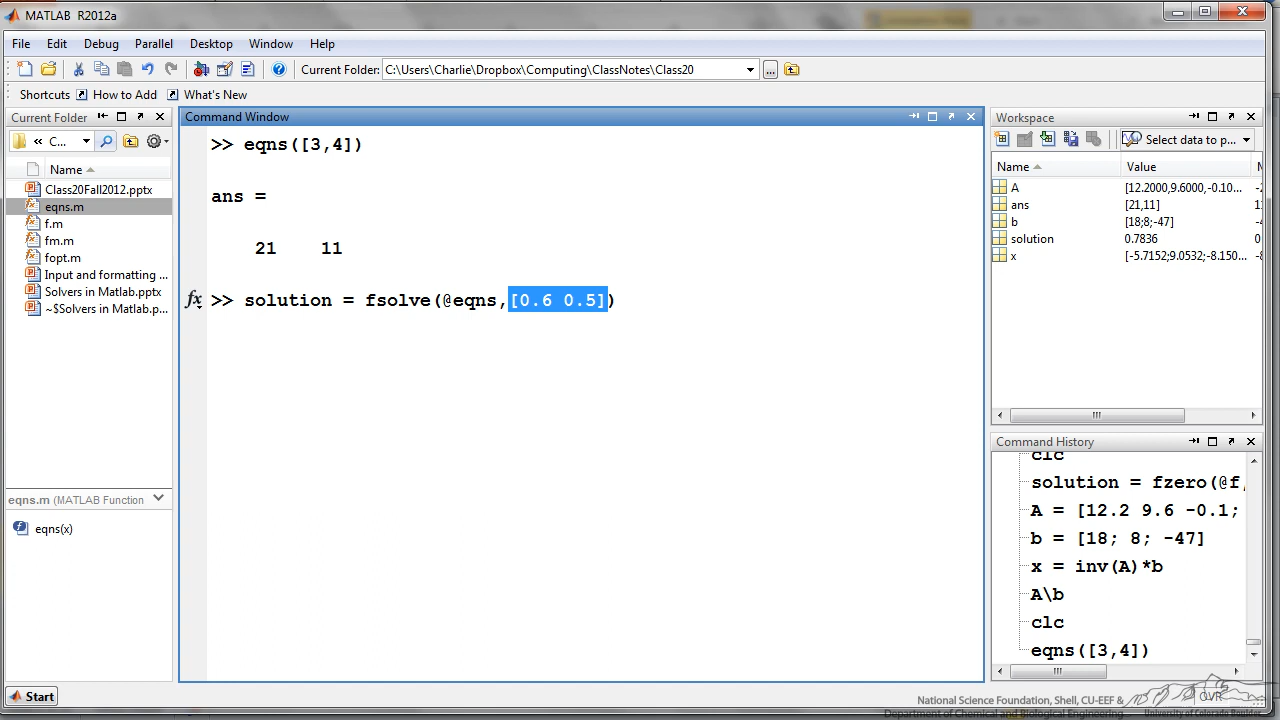 MATLAB R2012a
File Edit Debug Parallel Desktop Window Help
Current Folder: C:\Users\Charlie\Dropbox\Computing\ClassNotes\Class20
Shortcuts How to Add What's New
Current Folder
« C...
Name
Class20Fall2012.pptx
eqns.m
f.m
fm.m
fopt.m
Input and formatting ...
Solvers in Matlab.pptx
~$Solvers in Matlab.p...
eqns.m (MATLAB Function
eqns(x)
Start
Command Window
>> eqns([3,4])
ans =
21 11
fx >> solution = fsolve(@eqns,[0.6 0.5])
Workspace
Select data to p...
Name Value
A [12.2000,9.6000,-0.10...
ans [21,11]
b [18;8;-47]
solution 0.7836
x [-5.7152;9.0532;-8.150...
Command History
clc
solution = fzero(@f,
A = [12.2 9.6 -0.1;
b = [18; 8; -47]
x = inv(A)*b
A\b
clc
eqns([3,4])
OVR
National Science Foundation, Shell, CU-EEF &
Department of Chemical and Biological Engineering
University of Colorado Boulder